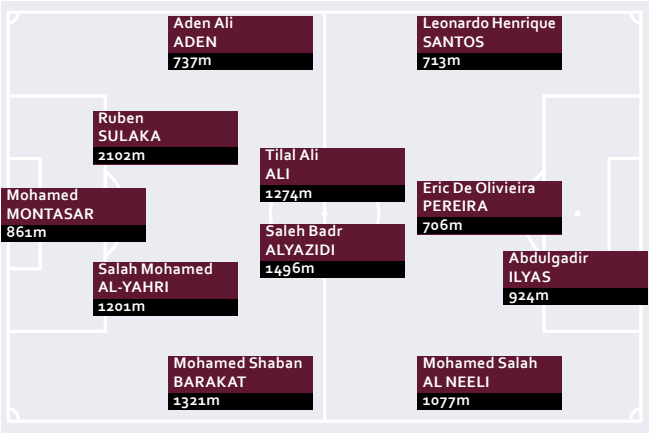 Aden Ali
ADEN
737m
Leonardo Henrique
SANTOS
713m
Ruben
SULAKA
2102m
Tilal Ali
ALI
1274m
Mohamed
MONTASAR
861m
Eric De Olivieira
PEREIRA
706m
Saleh Badr
ALYAZIDI
1496m
Abdulgadir
ILYAS
924m
Salah Mohamed
AL-YAHRI
1201m
Mohamed Shaban
BARAKAT
1321m
Mohamed Salah
AL NEELI
1077m